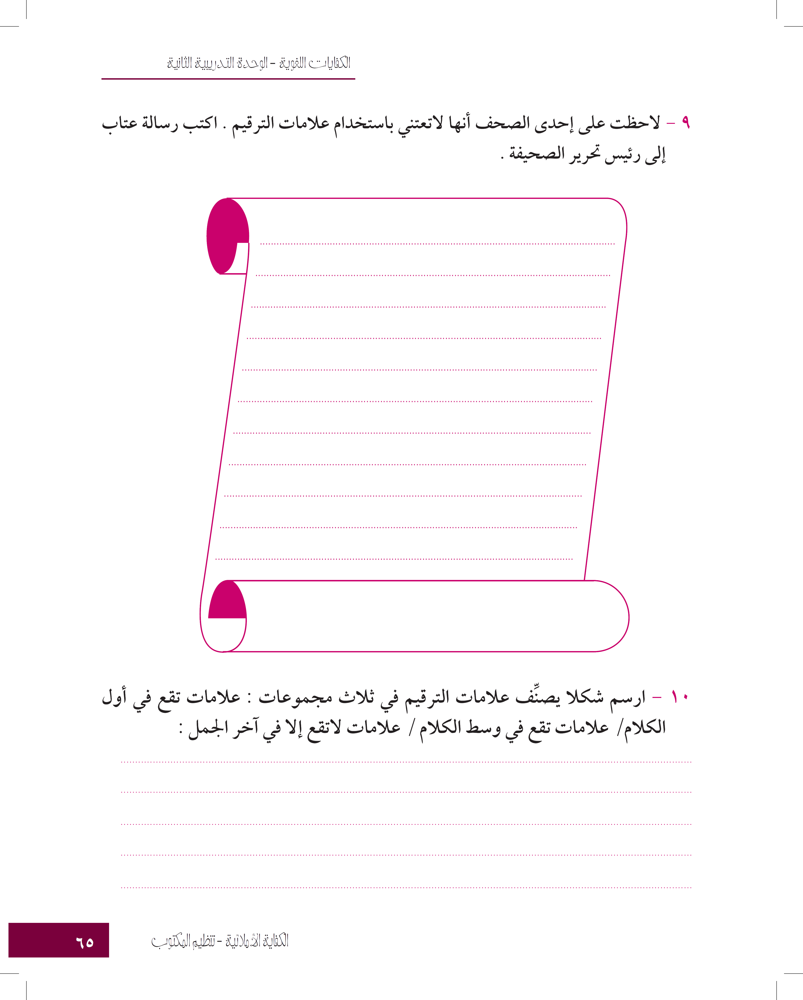 الكفايات اللغوية - الوحدة التدريبية الثانية
٩ - لاحظت على إحدى الصحف أنها لاتعتني باستخدام علامات الترقيم . اكتب رسالة عتاب
إلى رئيس تحرير الصحيفة .
١٠ - ارسم شكلا يصنِّف علامات الترقيم في ثلاث مجموعات : علامات تقع في أول
الكلام/ علامات تقع في وسط الكلام / علامات لاتقع إلا في آخر الجمل :
الكفاية الأملائية - تنظيم المكتوب
٦٥